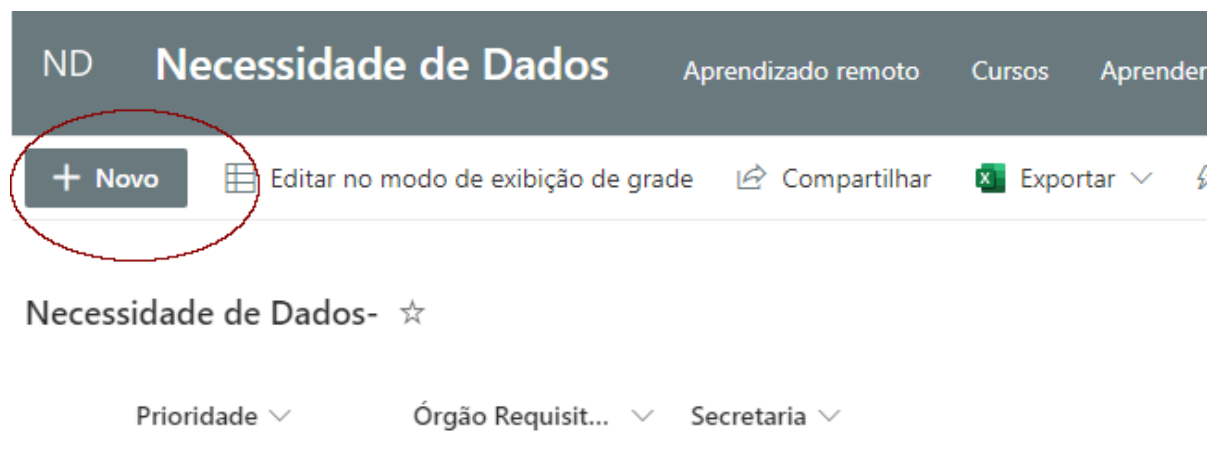 ND Necessidade de Dados Aprendizado remoto Cursos Aprender
+ Novo Editar no modo de exibição de grade Compartilhar Exportar
Necessidade de Dados-
Prioridade Órgão Requisit... Secretaria